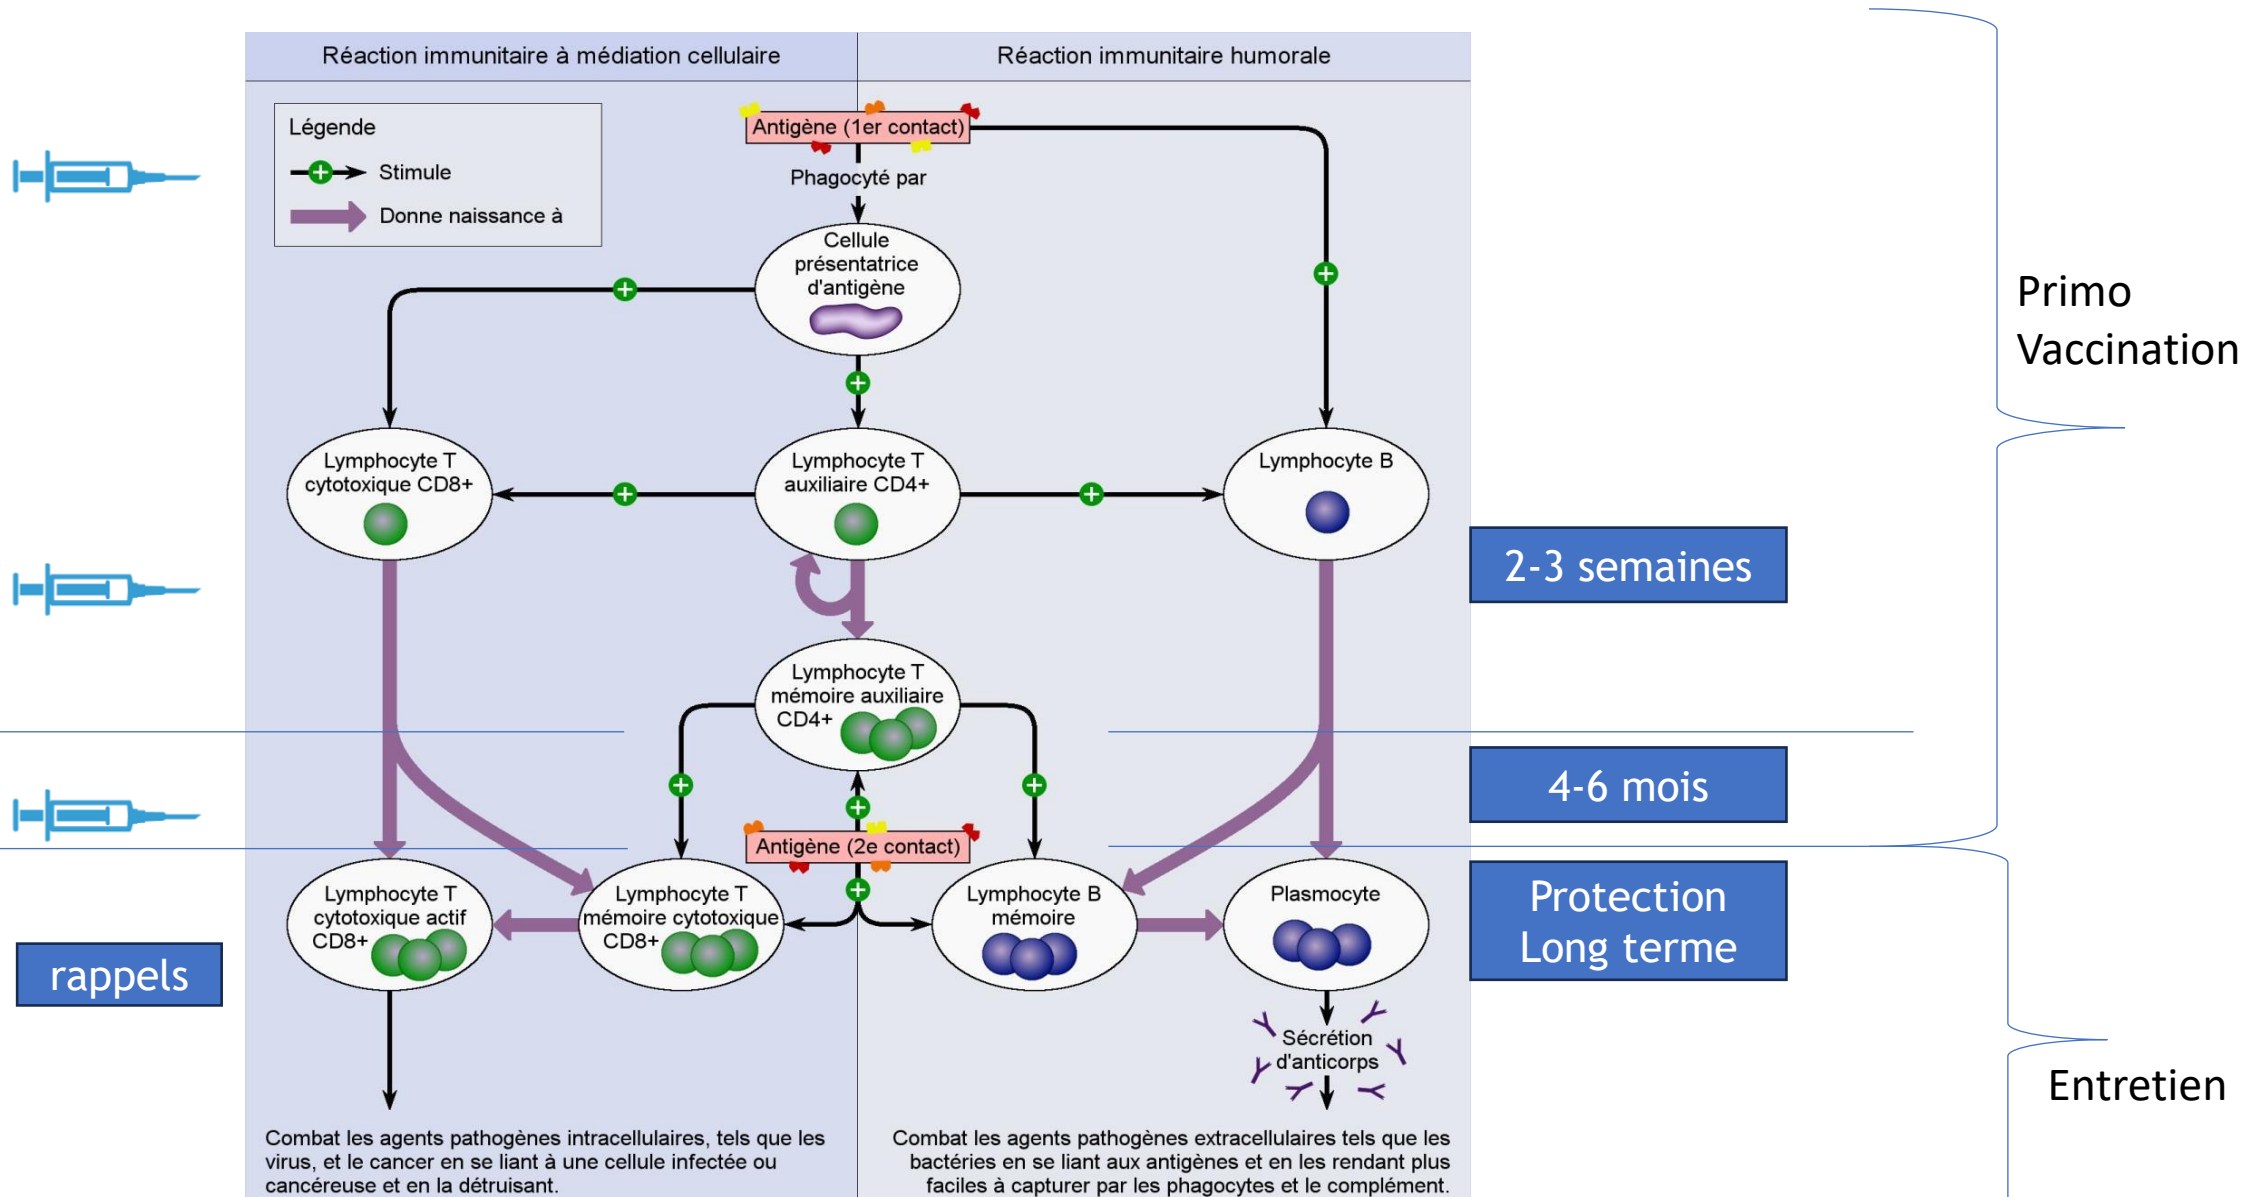 Réaction immunitaire à médiation cellulaire
Réaction immunitaire humorale
Légende
Stimule
Donne naissance à
Antigène (1er contact)
Phagocyté par
Cellule
présentatrice
d'antigène
Primo
Vaccination
Lymphocyte T
cytotoxique CD8+
Lymphocyte T
auxiliaire CD4+
Lymphocyte B
2-3 semaines
Lymphocyte T
mémoire auxiliaire
CD4+
4-6 mois
Antigène (2e contact)
Lymphocyte T
cytotoxique actif
CD8+
Lymphocyte T
mémoire cytotoxique
CD8+
Lymphocyte B
mémoire
Plasmocyte
Protection
Long terme
rappels
Sécrétion
d'anticorps
Entretien
Combat les agents pathogènes intracellulaires, tels que les
virus, et le cancer en se liant à une cellule infectée ou
cancéreuse et en la détruisant.
Combat les agents pathogènes extracellulaires tels que les
bactéries en se liant aux antigènes et en les rendant plus
faciles à capturer par les phagocytes et le complément.